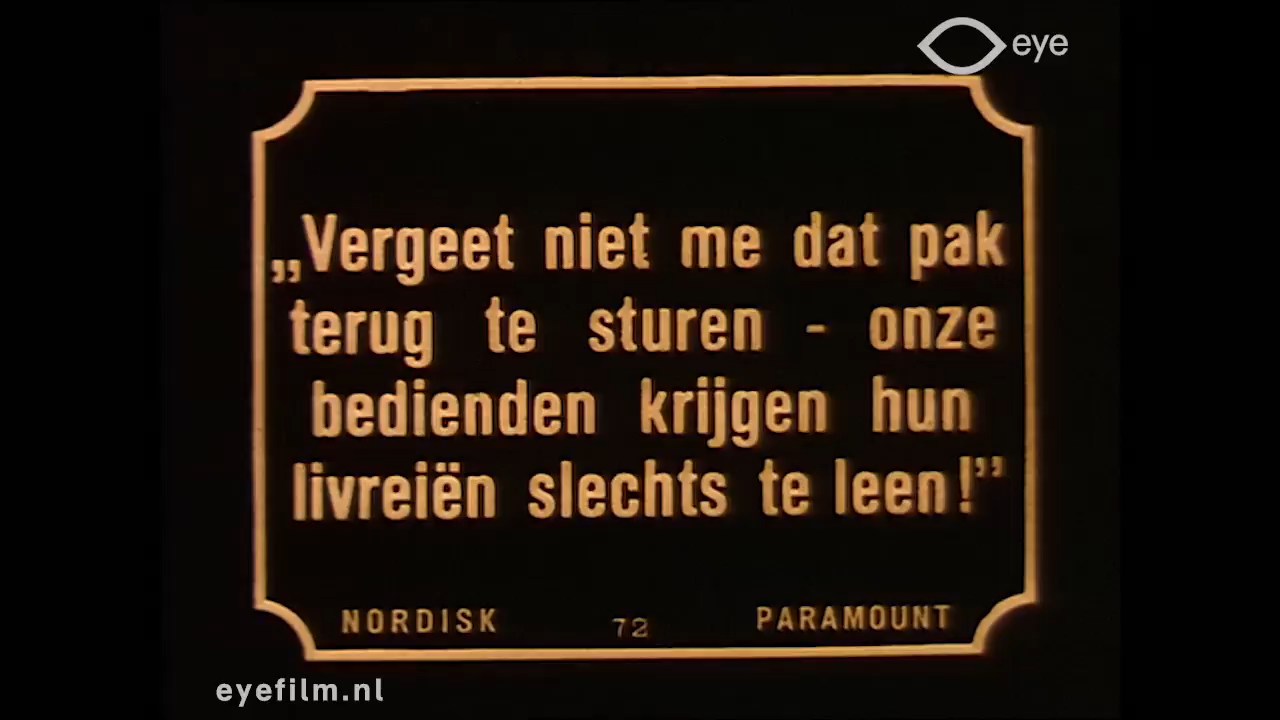 eye
„Vergeet niet me dat pak
terug te sturen - onze
bedienden krijgen hun
livreiën slechts te leen!”
NORDISK 72 PARAMOUNT
eyefilm.nl